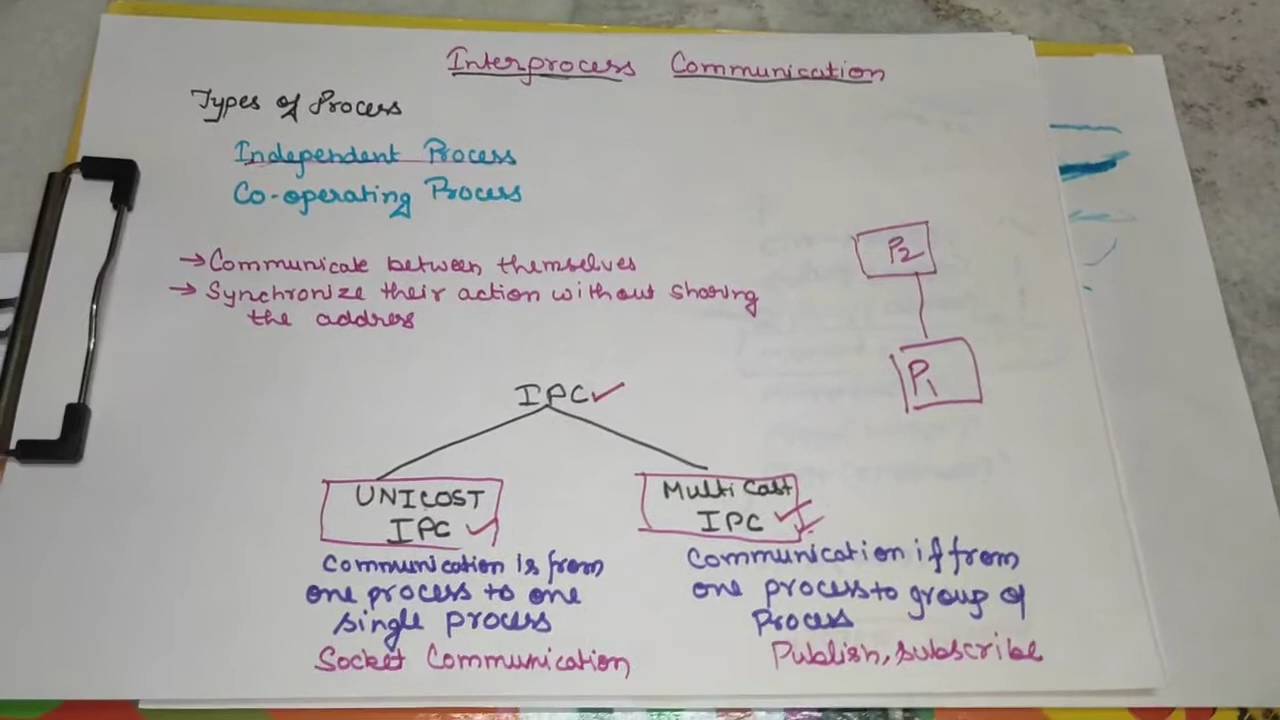 Interprocess Communication
Types of Process
Independent Process
Co-operating Process
→ Communicate between themselves
→ Synchronize their action without sharing
the address
P2
P1
IPC
UNICOST
IPC
Multi Cast
IPC
Communication is from
one process to one
single process
Socket Communication
Communication if from
one process to group of
Process
Publish, subscribe